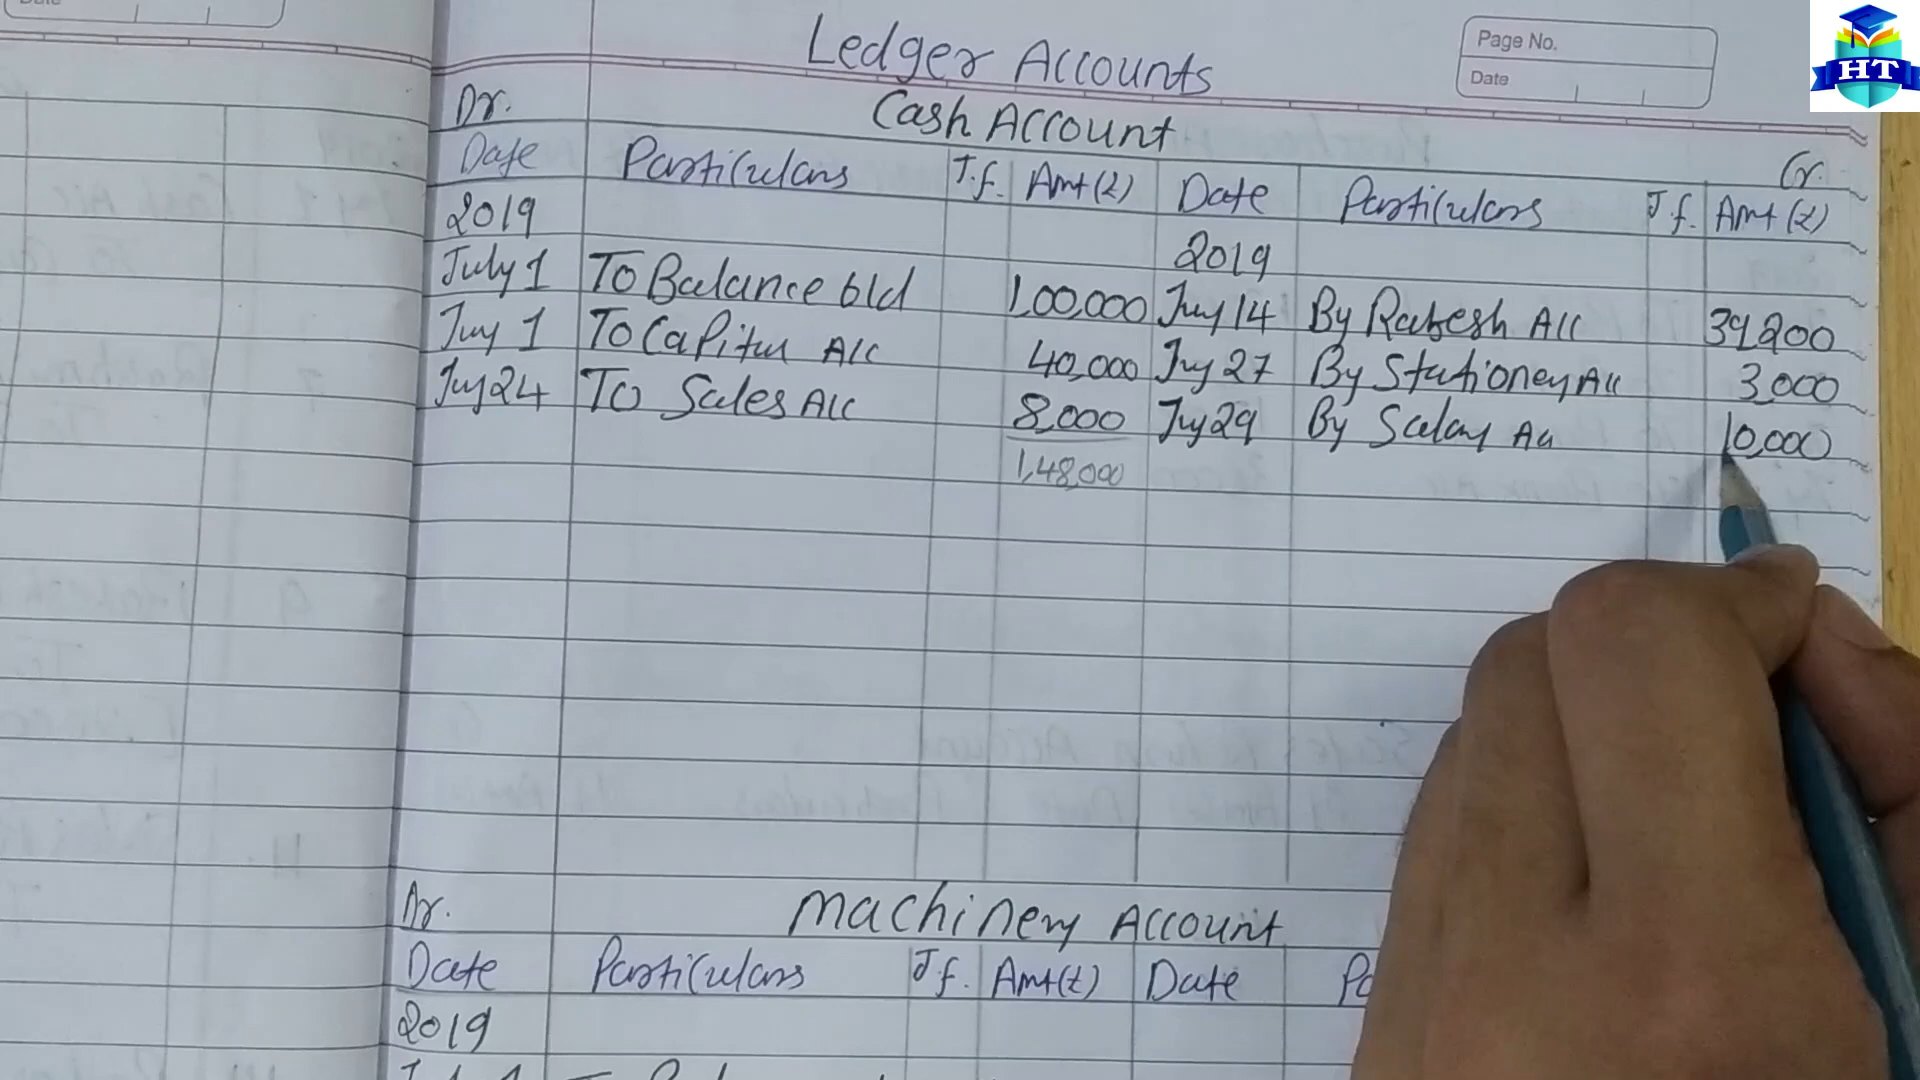 Ledger Accounts
Page No.
Date
HT
Dr. Cash Account Cr.
Date Particulars J.f. Amt(₹) Date Particulars J.f. Amt(₹)
2019 2019
July 1 To Balance b/d 1,00,000 July 14 By Rakesh A/c 39200
July 1 To Capital A/c 40,000 July 27 By Stationery A/c 3,000
July 24 To Sales A/c 8,000 July 29 By Salary A/c 10,000
1,48,000
Dr. Machinery Account
Date Particulars J.f. Amt(₹) Date
2019